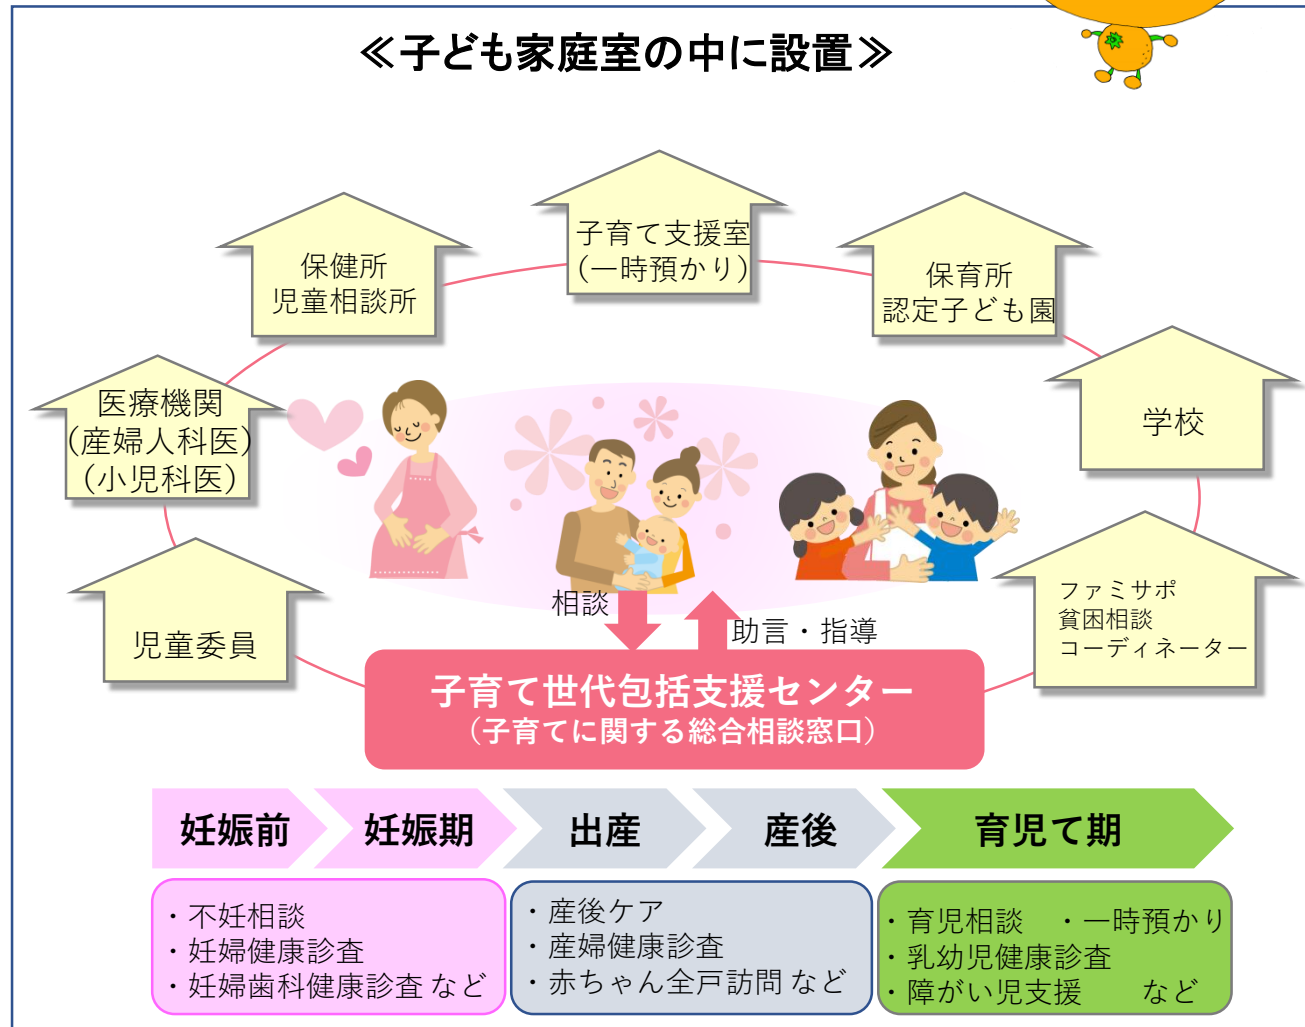 ≪子ども家庭室の中に設置≫
子育て支援室
(一時預かり)
保健所
児童相談所
保育所
認定子ども園
医療機関
(産婦人科医)
(小児科医)
学校
児童委員
ファミサポ
貧困相談
コーディネーター
相談
助言・指導
子育て世代包括支援センター
(子育てに関する総合相談窓口)
妊娠前
妊娠期
出産
産後
育児て期
・不妊相談
・妊婦健康診査
・妊婦歯科健康診査 など
・産後ケア
・産婦健康診査
・赤ちゃん全戸訪問 など
・育児相談 ・一時預かり
・乳幼児健康診査
・障がい児支援 など